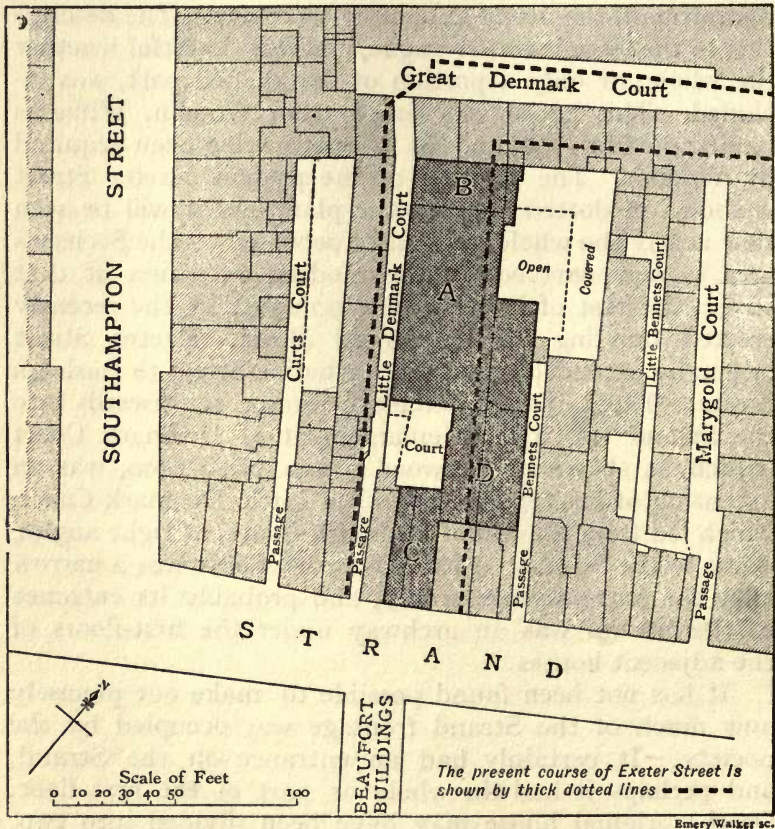 Great Denmark Court
SOUTHAMPTON STREET
Curts Court
Little Denmark Court
B
A
Open
Covered
Little Bennets Court
Marygold Court
Court
D
Bennets Court
C
Passage
Passage
Passage
Passage
STRAND
N
BEAUFORT
BUILDINGS
Scale of Feet
10 20 30 40 50 100
The present course of Exeter Street is
shown by thick dotted lines
Emery Walker sc.